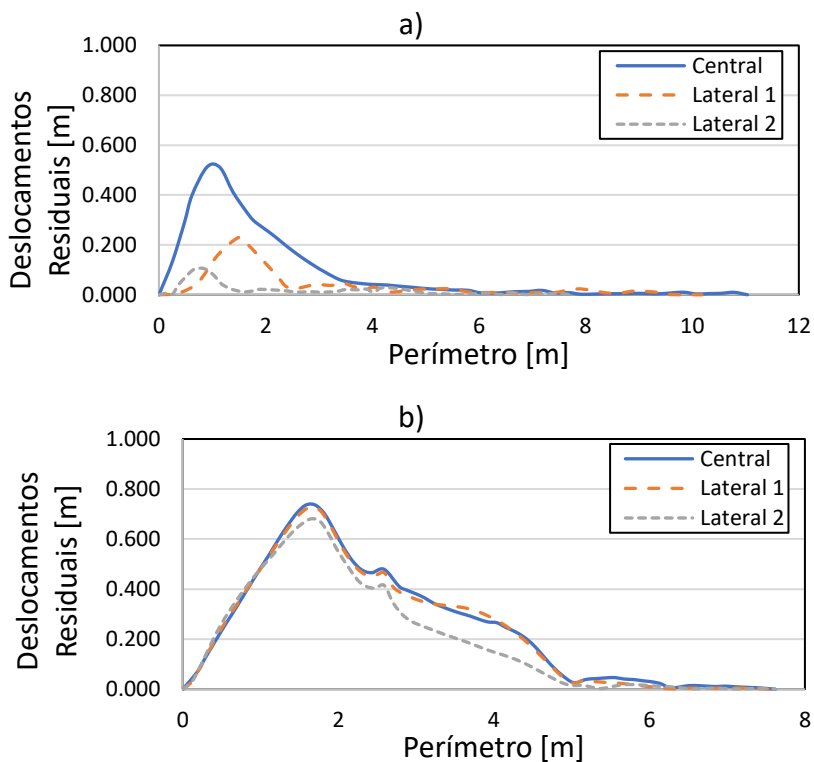 a)
Deslocamentos
Residuais [m]
1.000
0.800
0.600
0.400
0.200
0.000
Central
Lateral 1
Lateral 2
0 2 4 6 8 10 12
Perímetro [m]
b)
Deslocamentos
Residuais [m]
1.000
0.800
0.600
0.400
0.200
0.000
Central
Lateral 1
Lateral 2
0 2 4 6 8
Perímetro [m]